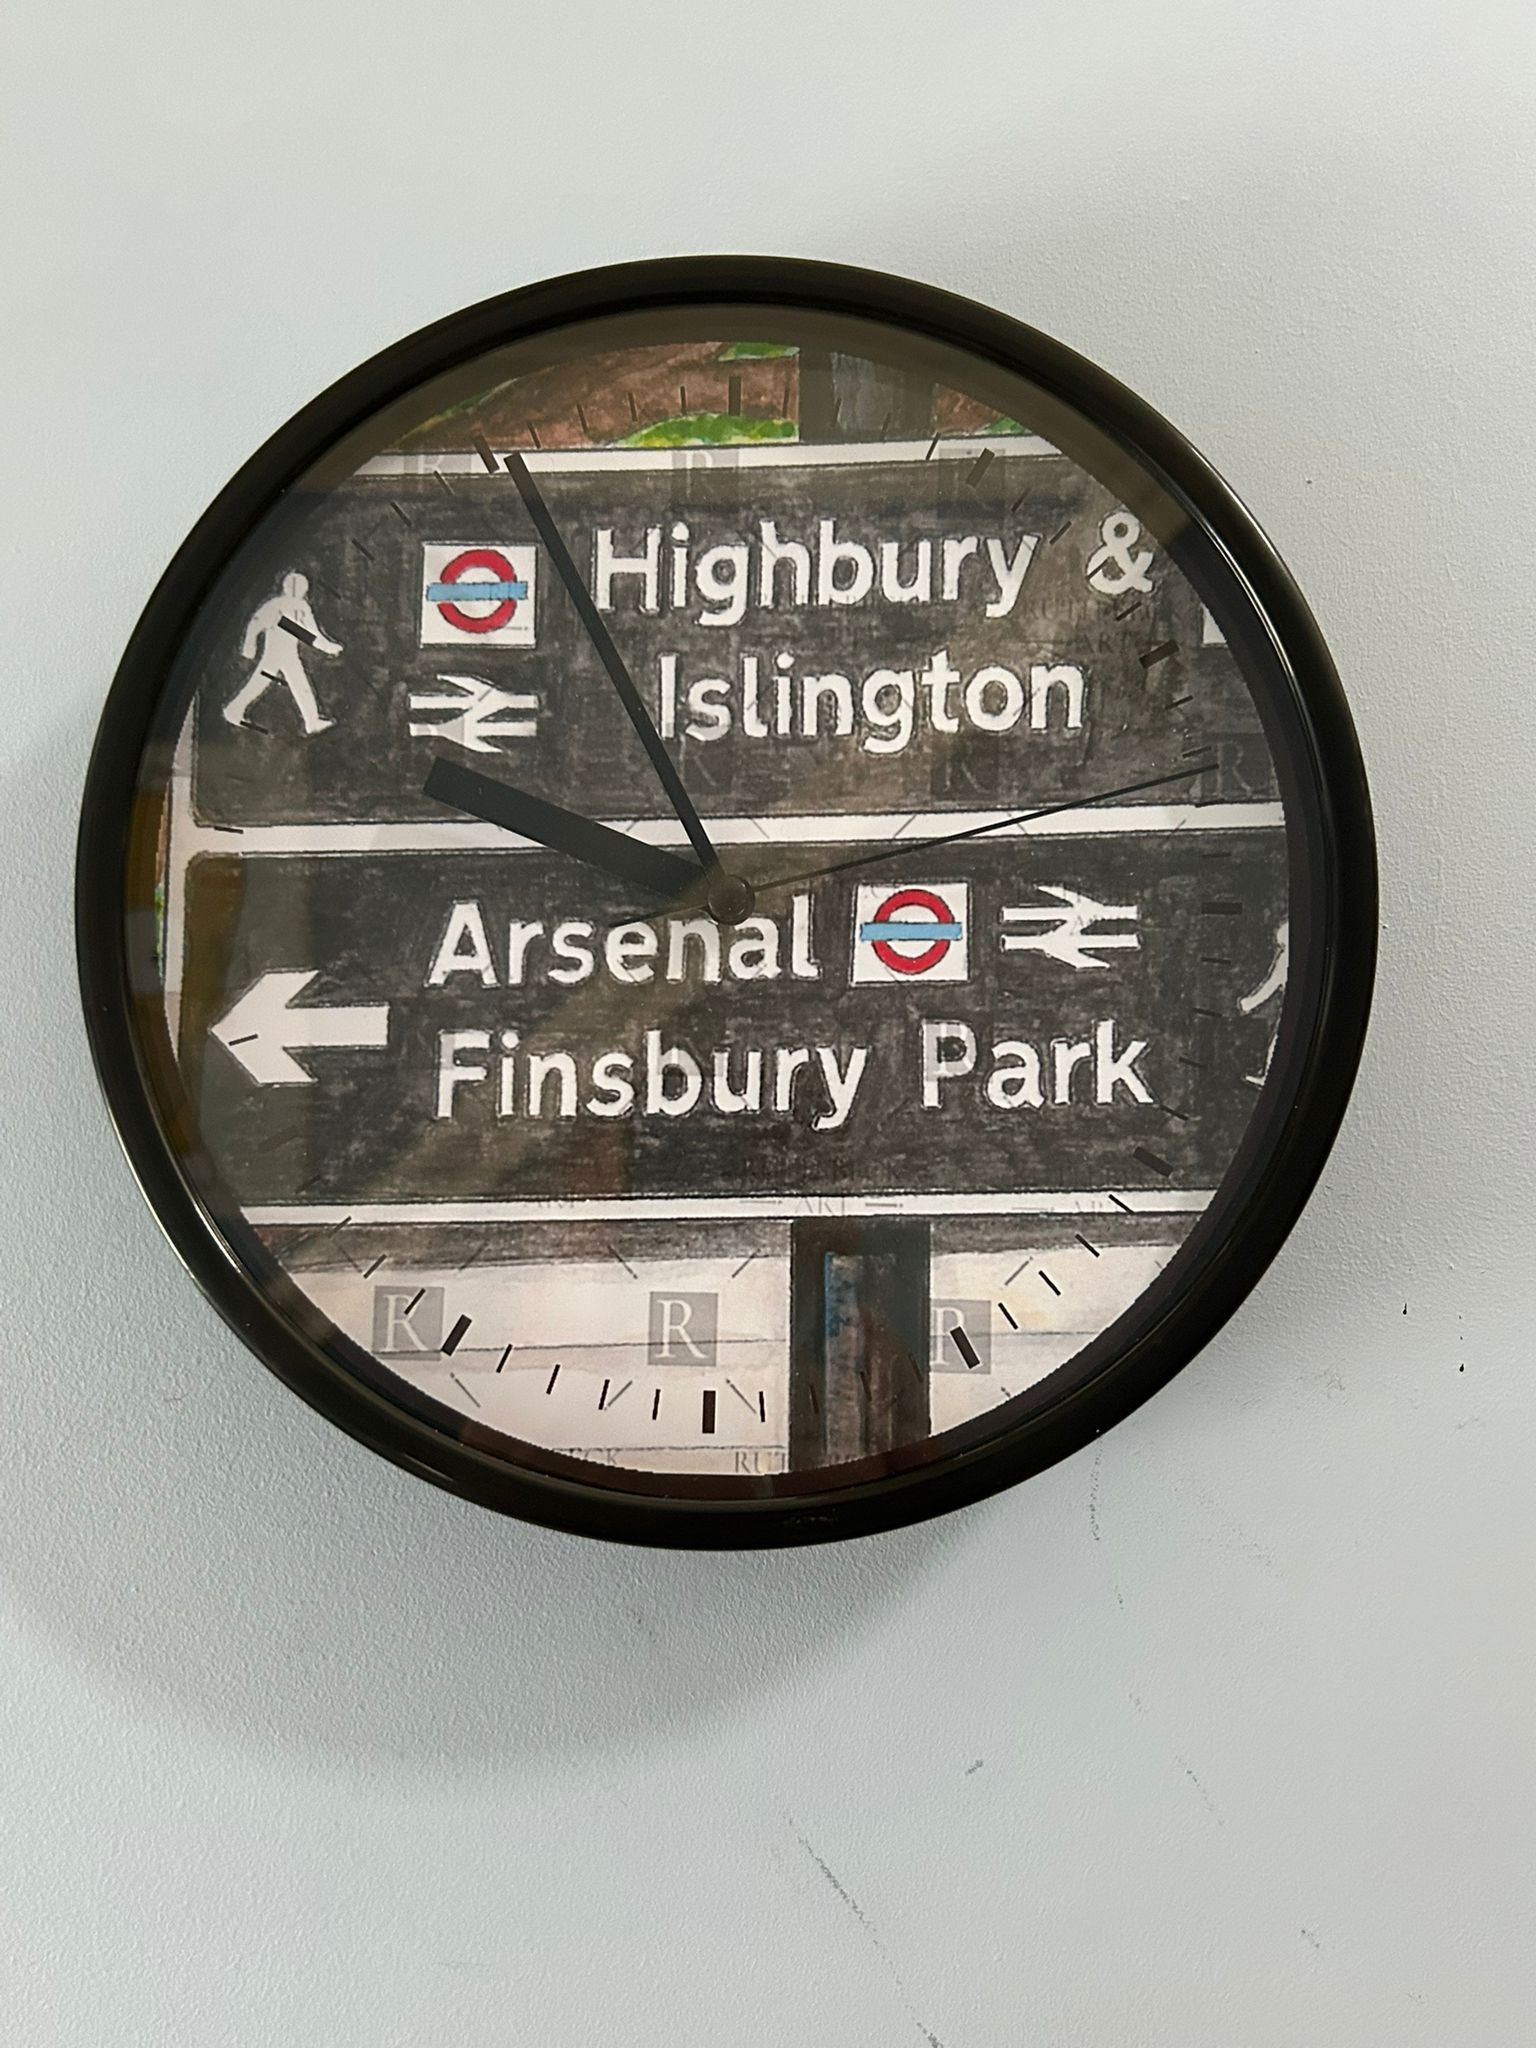 Highbury &
Islington
Arsenal
Finsbury Park
R
R
R